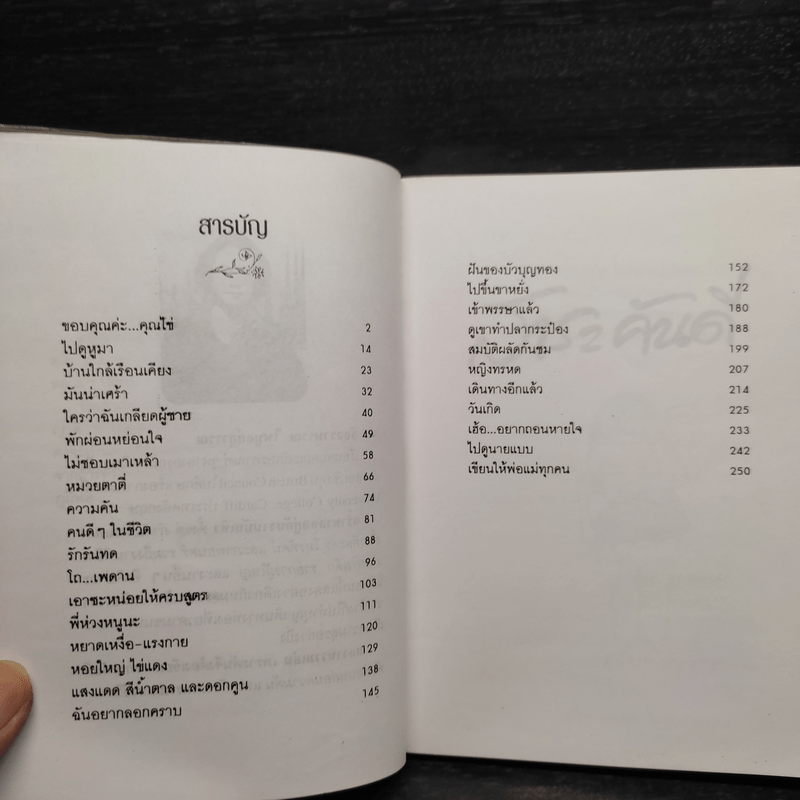 สารบัญ
ขอบคุณค่ะ...คุณไข่ 2
ไปดูหูมา 14
บ้านใกล้เรือนเคียง 23
มันน่าเศร้า 32
ใครว่าฉันเกลียดผู้ชาย 40
พักผ่อนหย่อนใจ 49
ไม่ชอบเมาเหล้า 58
หมวยตาตี่ 66
ความคัน 74
คนดีๆ ในชีวิต 81
รักรันทด 88
โถ...เพดาน 96
เอาซะหน่อยให้ครบสูตร 103
พี่ห่วงหนูนะ 111
หยาดเหงื่อ-แรงกาย 120
หอยใหญ่ ไข่แดง 129
แสงแดด สีน้ำตาล และดอกคูน 138
ฉันอยากลอกคราบ 145
ฝันของบัวบุญทอง 152
ไปขึ้นขาหยั่ง 172
เข้าพรรษาแล้ว 180
ดูเขาทำปลากระป๋อง 188
สมบัติผลัดกันชม 199
หญิงทรหด 207
เดินทางอีกแล้ว 214
วันเกิด 225
เฮ้อ...อยากถอนหายใจ 233
ไปดูนายแบบ 242
เขียนให้พ่อแม่ทุกคน 250